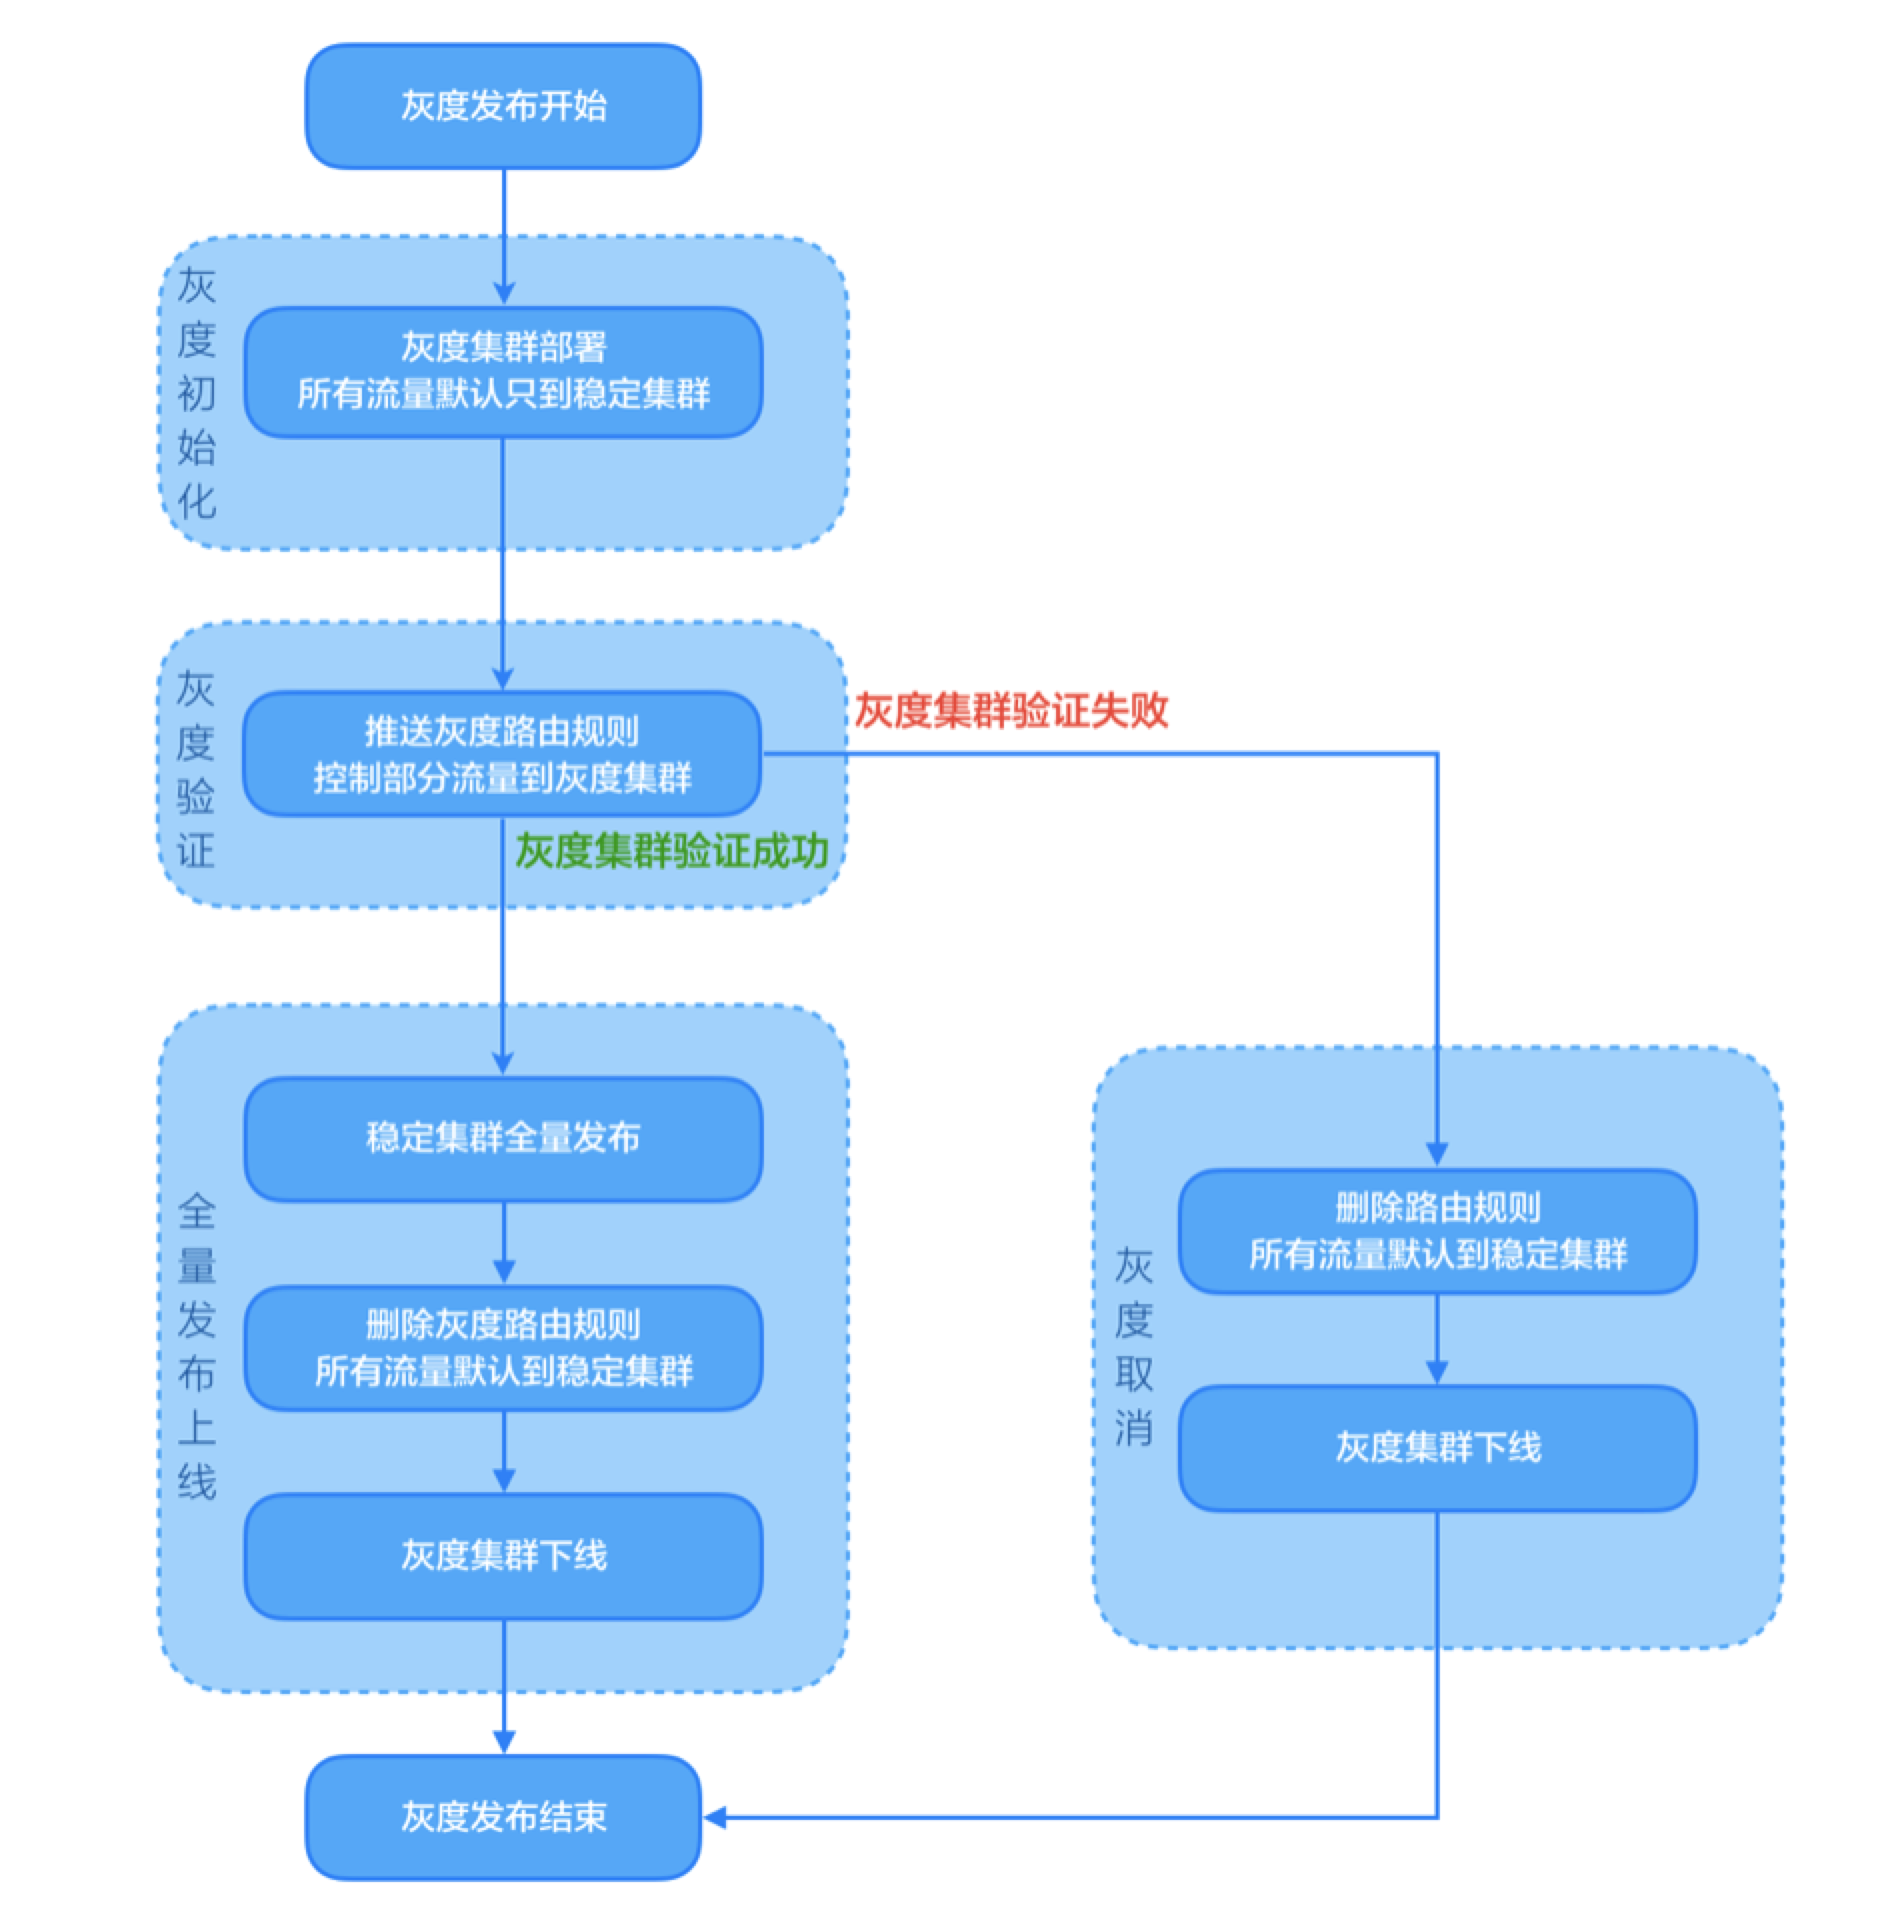 灰度发布开始
灰度初始化
灰度集群部署
所有流量默认只到稳定集群
灰度验证
推送灰度路由规则
控制部分流量到灰度集群
灰度集群验证失败
灰度集群验证成功
全量发布上线
稳定集群全量发布
删除灰度路由规则
所有流量默认到稳定集群
灰度集群下线
灰度取消
删除路由规则
所有流量默认到稳定集群
灰度集群下线
灰度发布结束